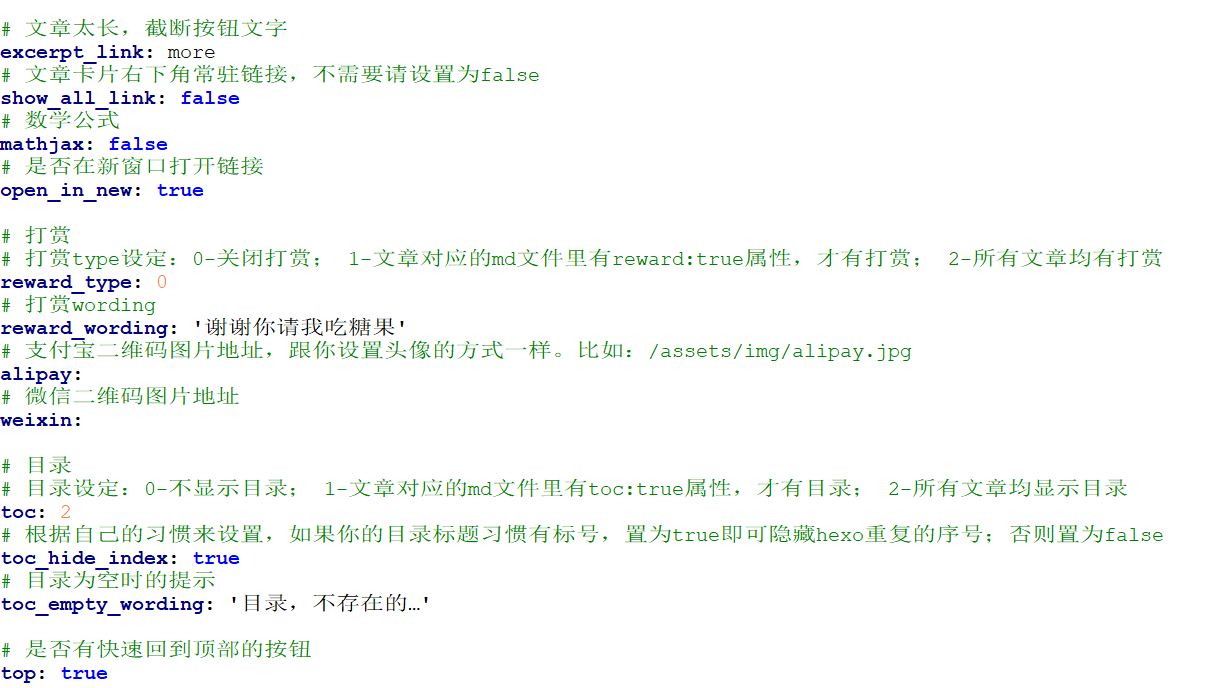 # 文章太长，截断按钮文字
excerpt_link: more
# 文章卡片右下角常驻链接，不需要请设置为false
show_all_link: false
# 数学公式
mathjax: false
# 是否在新窗口打开链接
open_in_new: true
# 打赏
# 打赏type设定：0-关闭打赏； 1-文章对应的md文件里有reward:true属性，才有打赏； 2-所有文章均有打赏
reward_type: 0
# 打赏wording
reward_wording: '谢谢你请我吃糖果'
# 支付宝二维码图片地址，跟你设置头像的方式一样。比如：/assets/img/alipay.jpg
alipay:
# 微信二维码图片地址
weixin:
# 目录
# 目录设定：0-不显示目录； 1-文章对应的md文件里有toc:true属性，才有目录； 2-所有文章均显示目录
toc: 2
# 根据自己的习惯来设置，如果你的目录标题习惯有标号，置为true即可隐藏hexo重复的序号；否则置为false
toc_hide_index: true
# 目录为空时的提示
toc_empty_wording: '目录，不存在的…'
# 是否有快速回到顶部的按钮
top: true